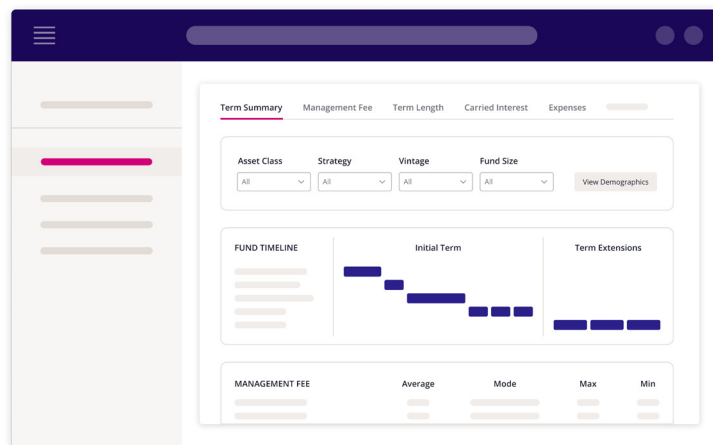 Term Summary Management Fee Term Length Carried Interest Expenses
Asset Class Strategy Vintage Fund Size
All All All All View Demographics
FUND TIMELINE Initial Term Term Extensions
MANAGEMENT FEE Average Mode Max Min